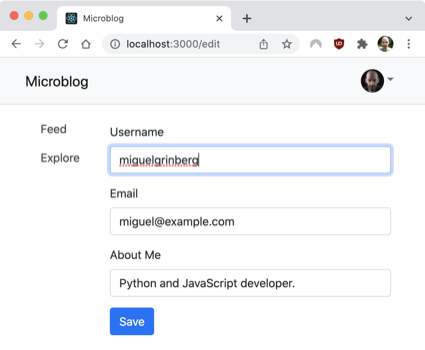 Microblog
localhost:3000/edit
Microblog
Feed
Explore
Username
miguelgrinberg
Email
miguel@example.com
About Me
Python and JavaScript developer.
Save